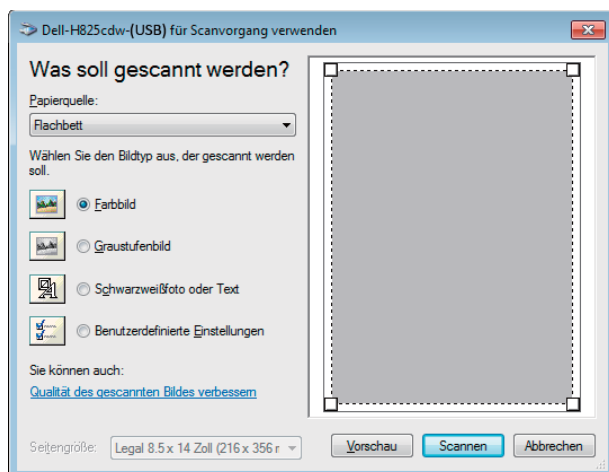 Dell-H825cdw-(USB) für Scanvorgang verwenden
Was soll gescannt werden?
Papierquelle:
Flachbett
Wählen Sie den Bildtyp aus, der gescannt werden
soll.
Farbbild
Graustufenbild
Schwarzweißfoto oder Text
Benutzerdefinierte Einstellungen
Sie können auch:
Qualität des gescannten Bildes verbessern
Seitengröße:
Legal 8.5 x 14 Zoll (216 x 356 r
Vorschau
Scannen
Abbrechen